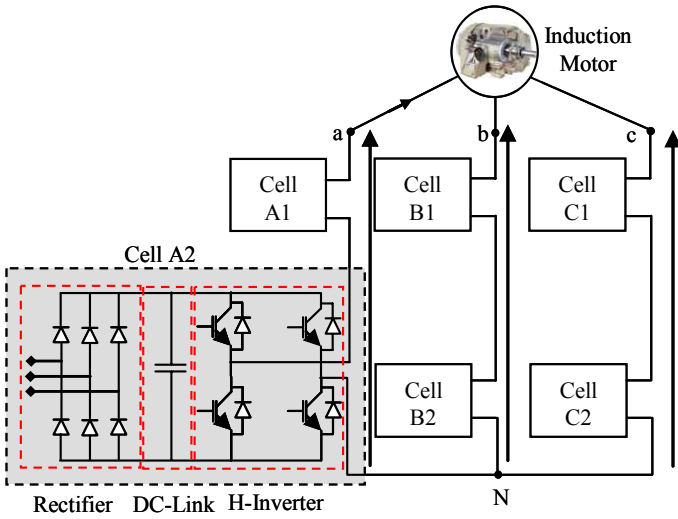 Induction
Motor
a
b
c
Cell
A1
Cell
B1
Cell
C1
Cell A2
Cell
B2
Cell
C2
Rectifier
DC-Link
H-Inverter
N